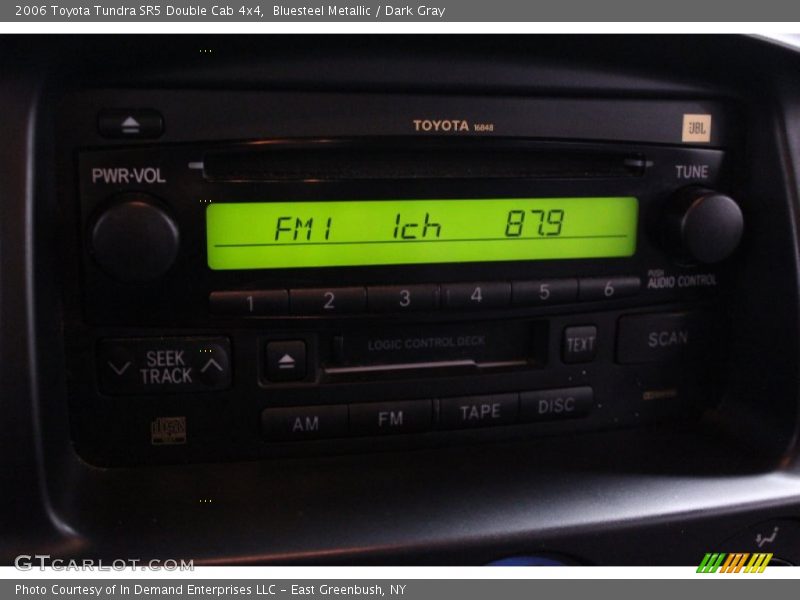 2006 Toyota Tundra SR5 Double Cab 4x4,  Bluesteel Metallic / Dark Gray
TOYOTA 16848
JBL
PWR·VOL
TUNE
FM1 1ch 87.9
PUSH
AUDIO CONTROL
1 2 3 4 5 6
LOGIC CONTROL DECK
TEXT
SCAN
SEEK
TRACK
AM FM TAPE DISC
GTCARLOT.COM
Photo Courtesy of In Demand Enterprises LLC - East Greenbush, NY